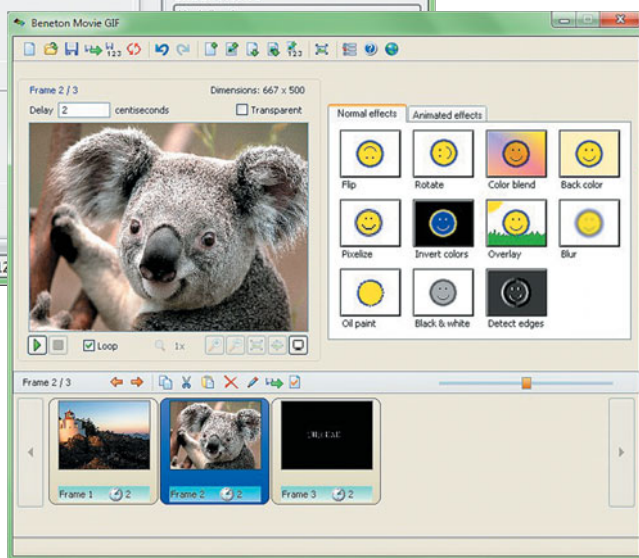 Beneton Movie GIF
123
123
Frame 2 / 3
Dimensions: 667 x 500
Delay 2 centiseconds
Transparent
Normal effects
Animated effects
Flip
Rotate
Color blend
Back color
Pixelize
Invert colors
Overlay
Blur
Oil paint
Black & white
Detect edges
Loop
1x
Frame 2 / 3
Frame 1 2
Frame 2 2
Frame 3 2